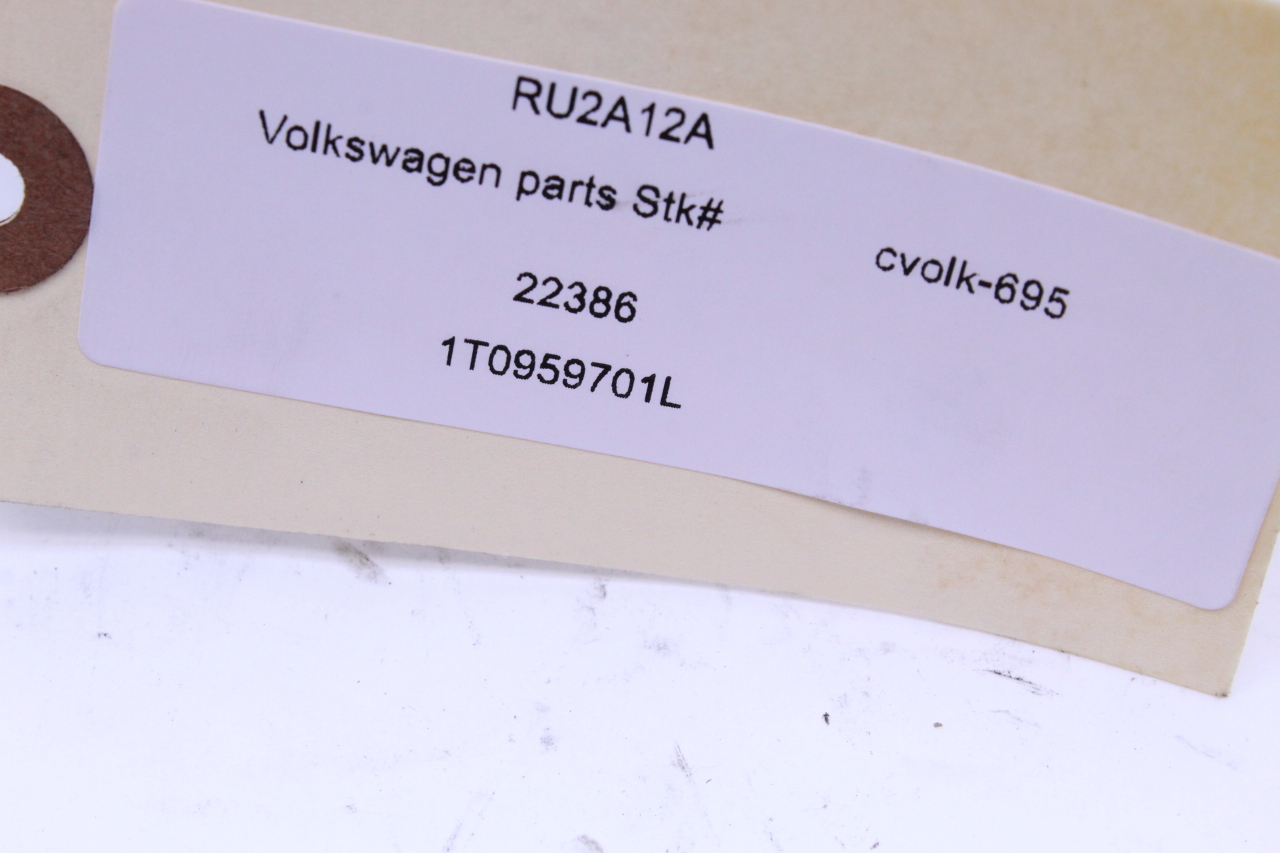 RU2A12A
Volkswagen parts Stk#
cvolk-695
22386
1T0959701L